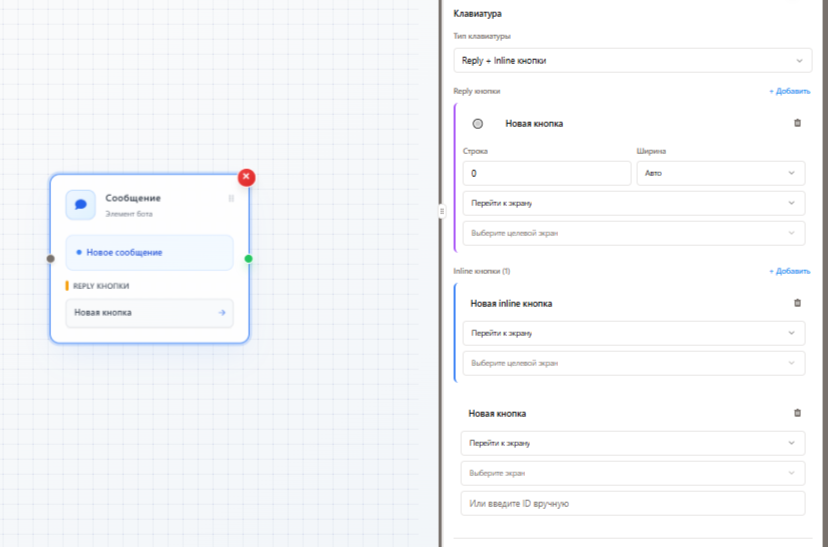 Сообщение
Элемент бота
Новое сообщение
REPLY КНОПКИ
Новая кнопка
Клавиатура
Тип клавиатуры
Reply + Inline кнопки
Reply кнопки
+ Добавить
Новая кнопка
Строка
Ширина
0
Авто
Перейти к экрану
Выберите целевой экран
Inline кнопки (1)
+ Добавить
Новая inline кнопка
Перейти к экрану
Выберите целевой экран
Новая кнопка
Перейти к экрану
Выберите экран
Или введите ID вручную